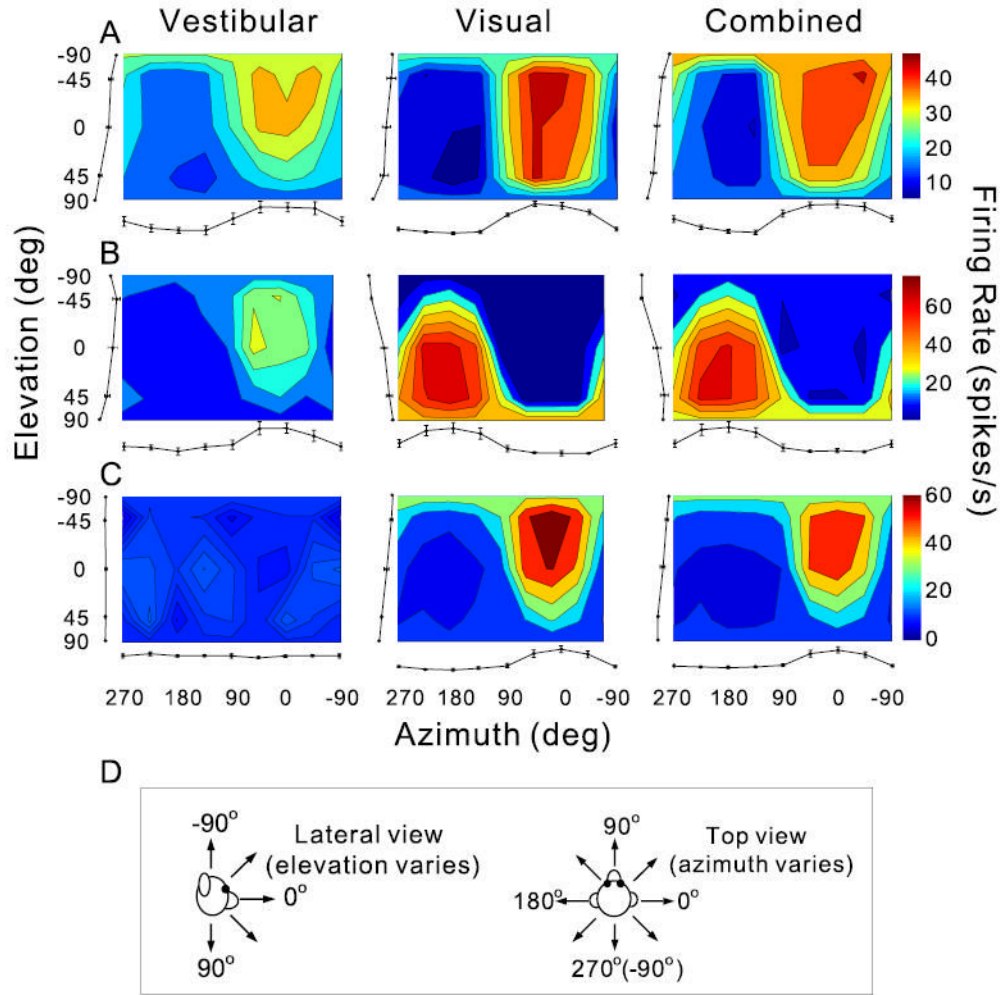 Vestibular Visual Combined
A
-90
-45
0
45
90
40
30
20
10
B
-90
-45
0
45
90
60
40
20
C
-90
-45
0
45
90
60
40
20
0
Elevation (deg)
Firing Rate (spikes/s)
270 180 90 0 -90 270 180 90 0 -90 270 180 90 0 -90
Azimuth (deg)
D
-90°
Lateral view
(elevation varies)
0°
90°
90°
Top view
(azimuth varies)
180°
0°
270°(-90°)